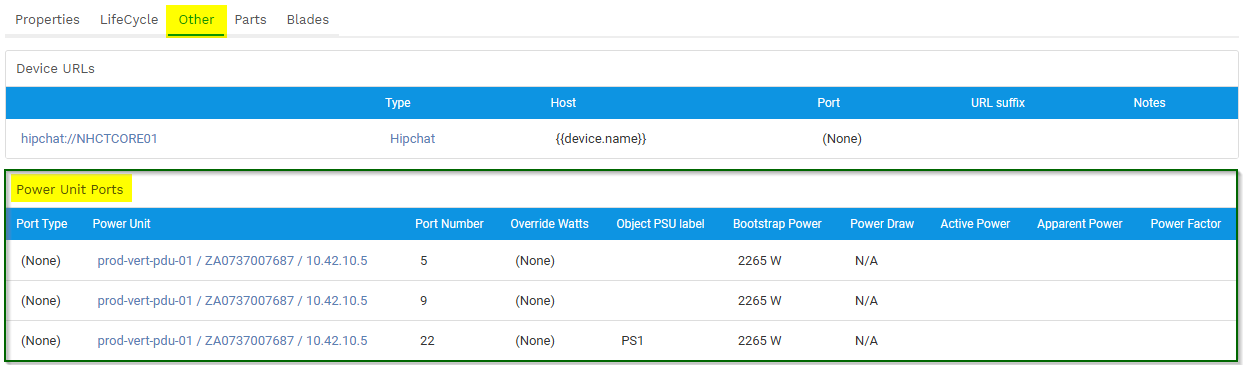 Properties LifeCycle Other Parts Blades
Device URLs
Type Host Port URL suffix Notes
hipchat://NHCTCORE01 Hipchat {{device.name}} (None)
Power Unit Ports
Port Type Power Unit Port Number Override Watts Object PSU label Bootstrap Power Power Draw Active Power Apparent Power Power Factor
(None) prod-vert-pdu-01 / ZA0737007687 / 10.42.10.5 5 (None) 2265 W N/A
(None) prod-vert-pdu-01 / ZA0737007687 / 10.42.10.5 9 (None) 2265 W N/A
(None) prod-vert-pdu-01 / ZA0737007687 / 10.42.10.5 22 (None) PS1 2265 W N/A